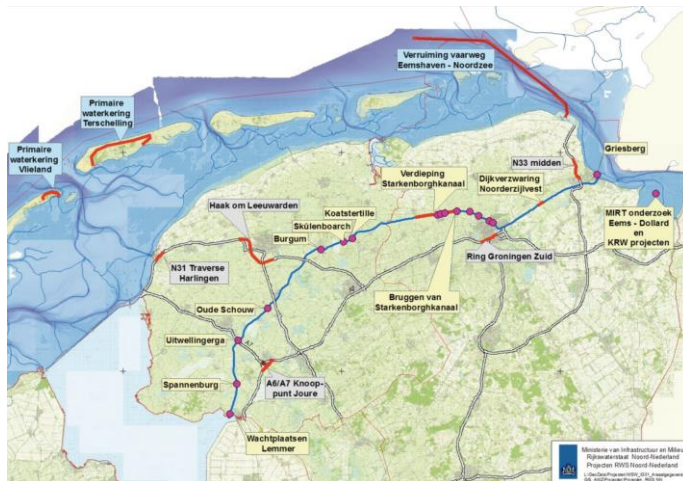 Verruiming vaarweg
Eemshaven - Noordzee
Primaire
waterkering
Terschelling
Primaire
waterkering
Vlieland
Griesberg
N33 midden
Verdieping
Starkenborghkanaal
Dijkverzwaring
Noorderzijlvest
Haak om Leeuwarden
Koatstertille
Skülenboarch
Burgum
MIRT onderzoek
Eems - Dollard
en
KRW projecten
N31 Traverse
Harlingen
Ring Groningen Zuid
Bruggen van
Starkenborghkanaal
Oude Schouw
Uitwellingerga
Spannenburg
A6/A7 Knoop-
punt Joure
Wachtplaatsen
Lemmer
Ministerie van Infrastructuur en Milieu
Rijkswaterstaat Noord-Nederland
Projecten RWS Noord-Nederland